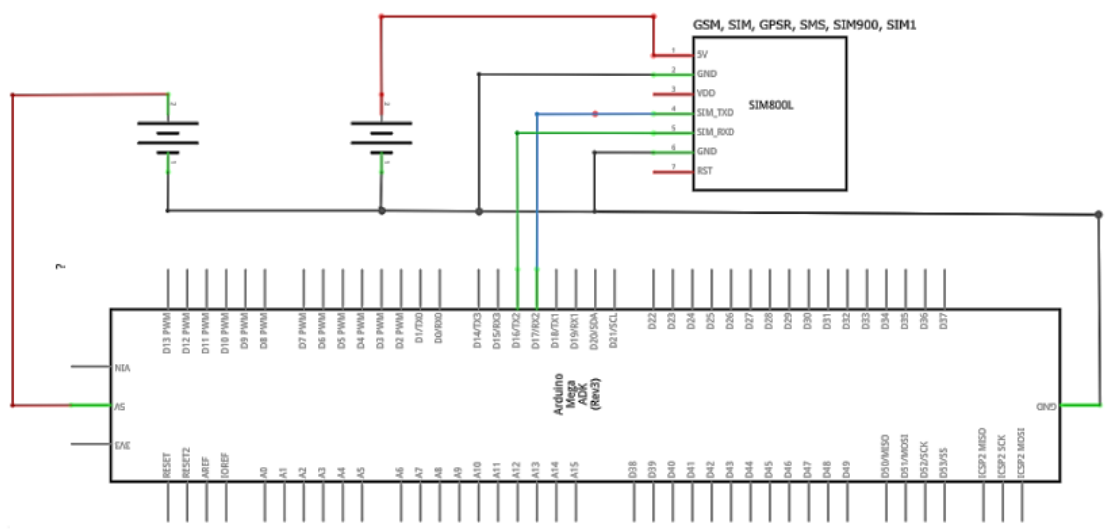 GSM, SIM, GPSR, SMS, SIM900, SIM1
1 5V
2 GND
3 VDD
4 SIM_TXD
5 SIM_RXD
6 GND
7 RST
SIM800L
2
1
2
1
?
D13 PWM
D12 PWM
D11 PWM
D10 PWM
D9 PWM
D8 PWM
D7 PWM
D6 PWM
D5 PWM
D4 PWM
D3 PWM
D2 PWM
D1/TX0
D0/RX0
D14/TX3
D15/RX3
D16/TX2
D17/RX2
D18/TX1
D19/RX1
D20/SDA
D21/SCL
D22
D23
D24
D25
D26
D27
D28
D29
D30
D31
D32
D33
D34
D35
D36
D37
VIN
5V
3V3
Arduino
Mega
ADK
(Rev3)
GND
RESET
RESET2
AREF
IOREF
A0
A1
A2
A3
A4
A5
A6
A7
A8
A9
A10
A11
A12
A13
A14
A15
D38
D39
D40
D41
D42
D43
D44
D45
D46
D47
D48
D49
D50/MISO
D51/MOSI
D52/SCK
D53/SS
ICSP2 MISO
ICSP2 SCK
ICSP2 MOSI